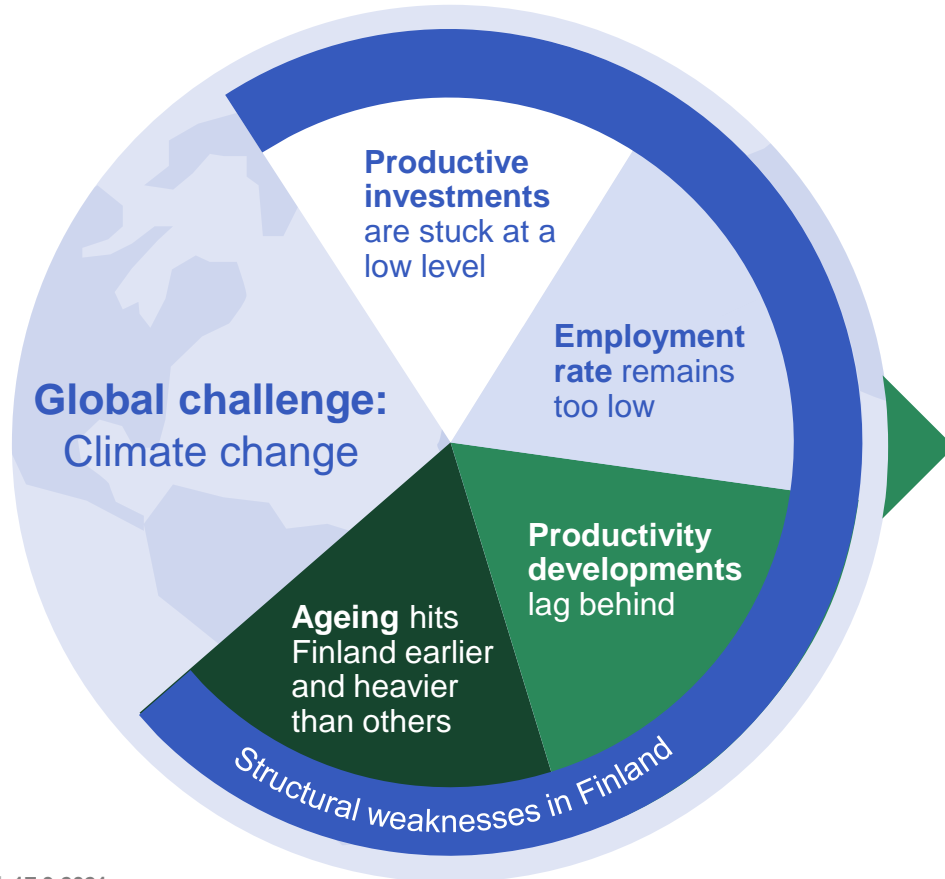 Productive
investments
are stuck at a
low level
Employment
rate remains
too low
Global challenge:
Climate change
Productivity
developments
lag behind
Ageing hits
Finland earlier
and heavier
than others
Structural weaknesses in Finland